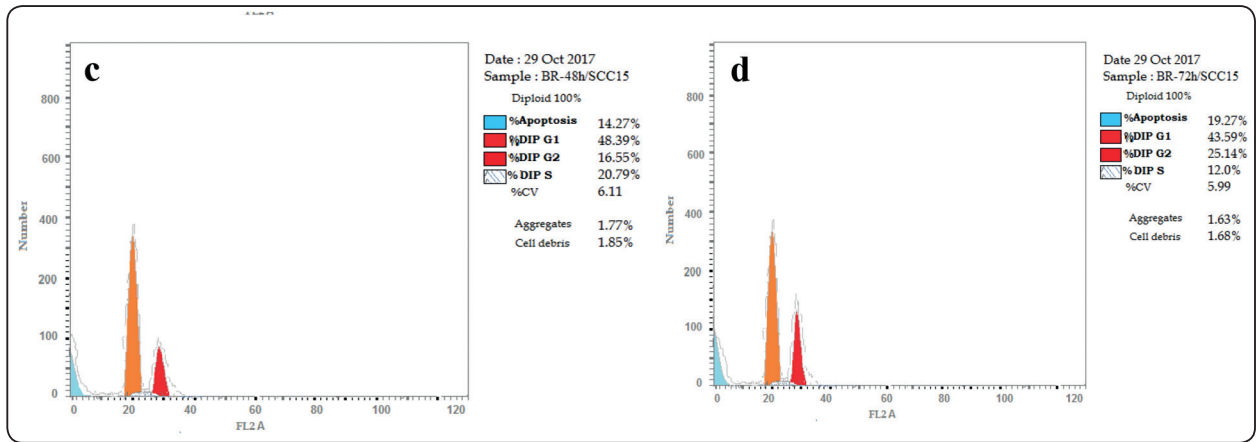 c
Date : 29 Oct 2017
Sample : BR-48h/SCC15
Diploid 100%
%Apoptosis 14.27%
%DIP G1 48.39%
%DIP G2 16.55%
% DIP S 20.79%
%CV 6.11
Aggregates 1.77%
Cell debris 1.85%
Number
800
600
400
200
100
0
0 20 40 60 80 100 120
FL2A
d
Date 29 Oct 2017
Sample : BR-72h/SCC15
Diploid 100%
%Apoptosis 19.27%
%DIP G1 43.59%
%DIP G2 25.14%
%DIP S 12.0%
%CV 5.99
Aggregates 1.63%
Cell debris 1.68%
Number
800
600
400
200
100
0
0 20 40 60 80 100 120
FL2A